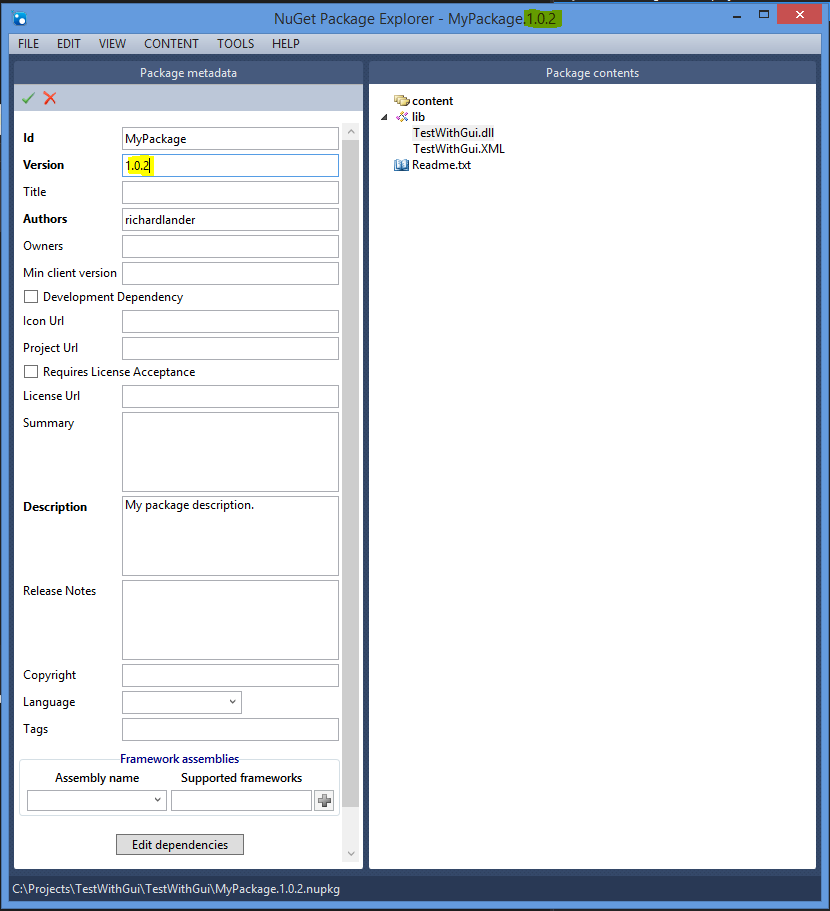 NuGet Package Explorer - MyPackage.1.0.2
FILE EDIT VIEW CONTENT TOOLS HELP
Package metadata
Id MyPackage
Version 1.0.2
Title
Authors richardlander
Owners
Min client version
Development Dependency
Icon Url
Project Url
Requires License Acceptance
License Url
Summary
Description My package description.
Release Notes
Copyright
Language
Tags
Framework assemblies
Assembly name Supported frameworks
Edit dependencies
Package contents
content
lib
TestWithGui.dll
TestWithGui.XML
Readme.txt
C:\Projects\TestWithGui\TestWithGui\MyPackage.1.0.2.nupkg